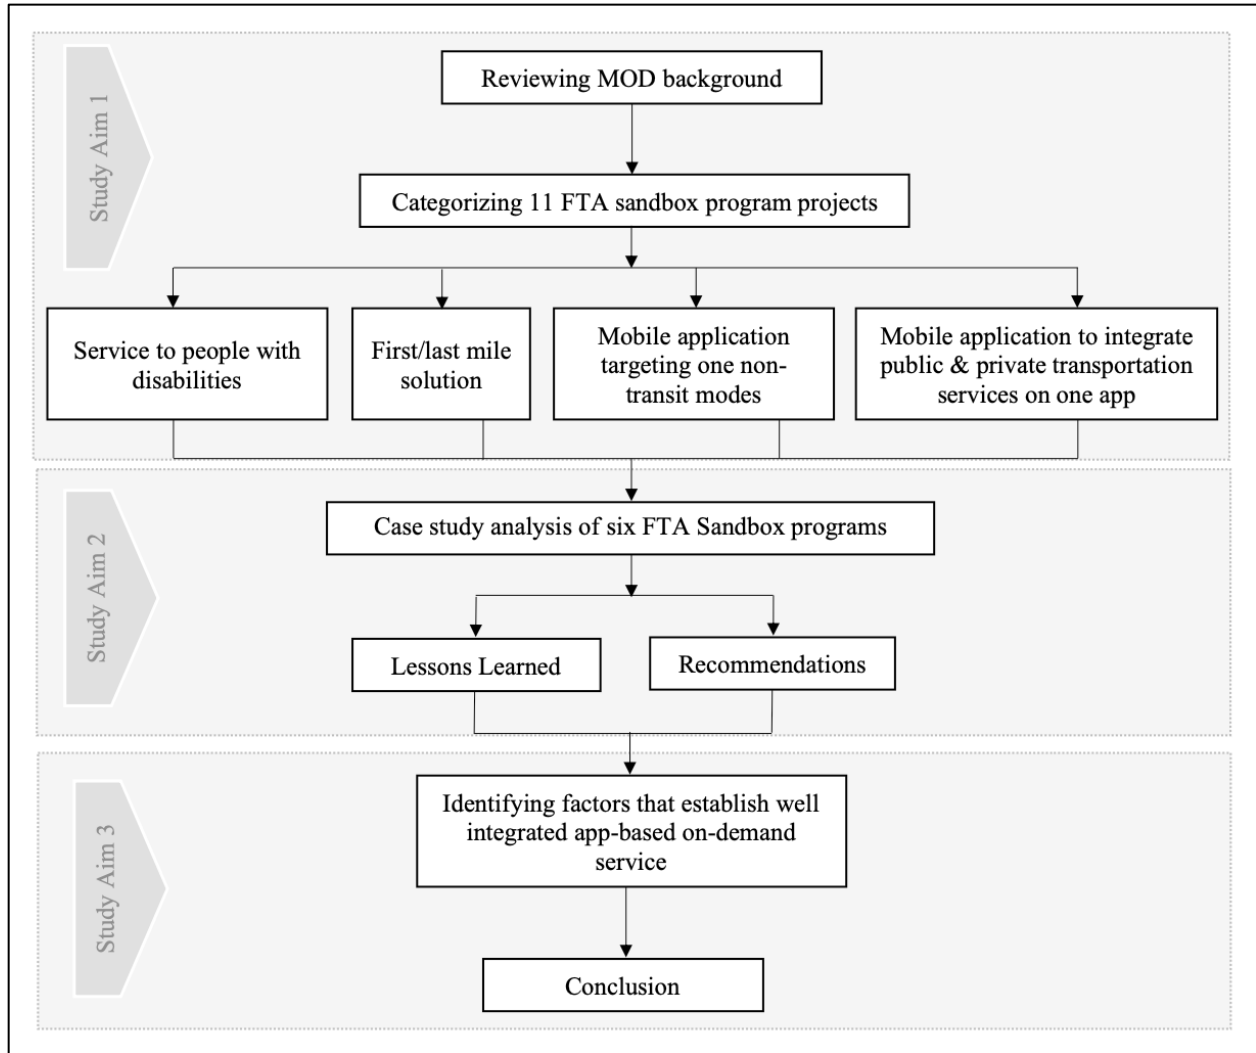 Study Aim 1
Reviewing MOD background
Categorizing 11 FTA sandbox program projects
Service to people with
disabilities
First/last mile
solution
Mobile application
targeting one non-
transit modes
Mobile application to integrate
public & private transportation
services on one app
Study Aim 2
Case study analysis of six FTA Sandbox programs
Lessons Learned
Recommendations
Study Aim 3
Identifying factors that establish well
integrated app-based on-demand
service
Conclusion